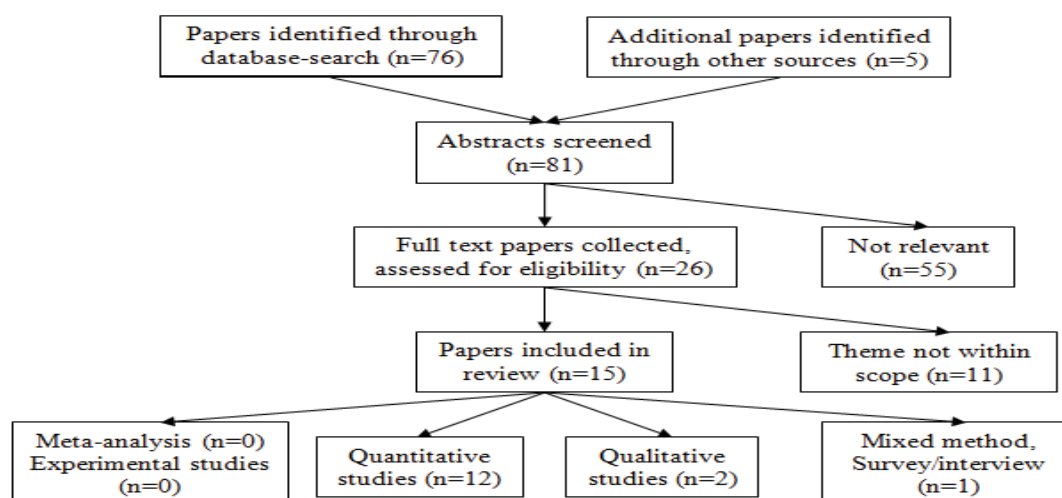 Papers identified through
database-search (n=76)
Additional papers identified
through other sources (n=5)
Abstracts screened
(n=81)
Full text papers collected,
assessed for eligibility (n=26)
Not relevant
(n=55)
Papers included in
review (n=15)
Theme not within
scope (n=11)
Meta-analysis (n=0)
Experimental studies
(n=0)
Quantitative
studies (n=12)
Qualitative
studies (n=2)
Mixed method,
Survey/interview
(n=1)